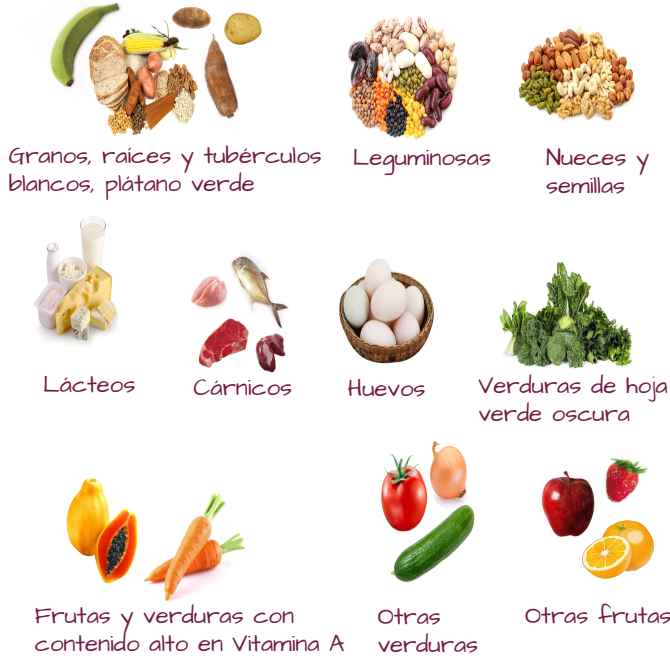 Granos, raíces y tubérculos
blancos, plátano verde
Leguminosas
Nueces y
semillas
Lácteos
Cárnicos
Huevos
Verduras de hoja
verde oscura
Frutas y verduras con
contenido alto en Vitamina A
Otras
verduras
Otras frutas